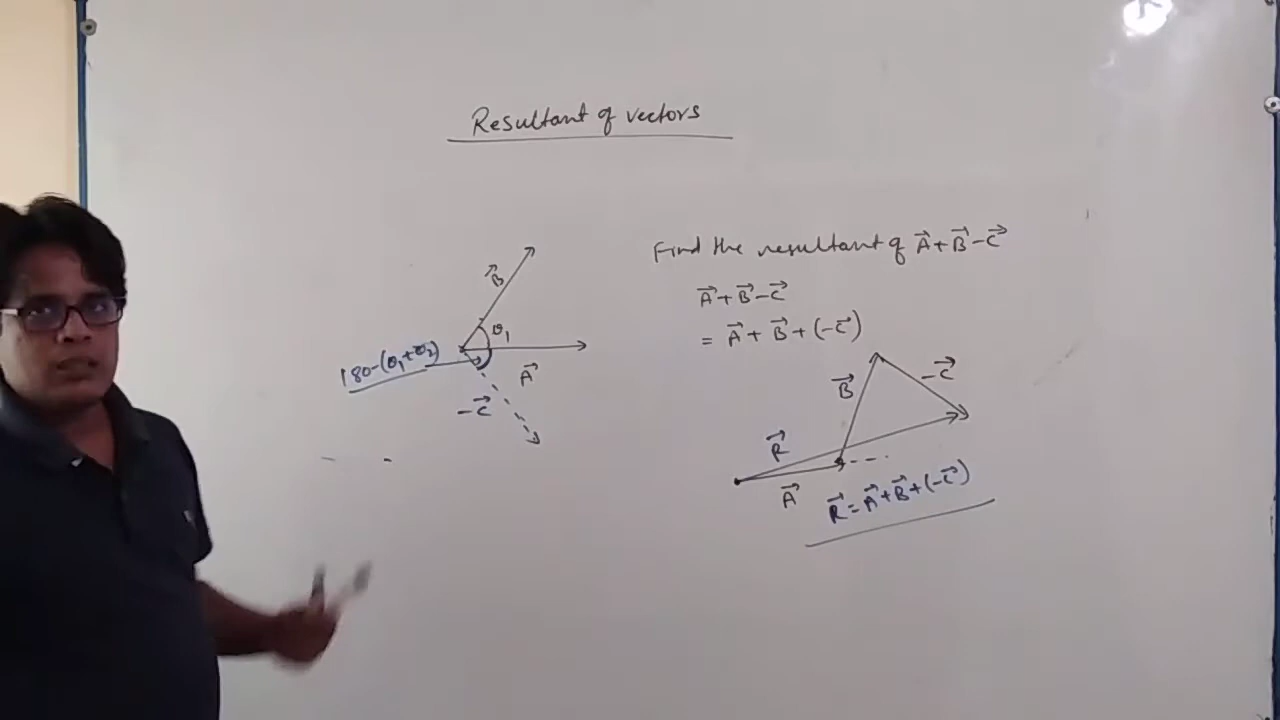 Resultant of vectors
B⃗
θ₁
180-(θ₁+θ₂)
A⃗
-C⃗
Find the resultant of A⃗+B⃗-C⃗
A⃗+B⃗-C⃗
= A⃗+B⃗+(-C⃗)
B⃗
-C⃗
R⃗
A⃗
R⃗=A⃗+B⃗+(-C⃗)